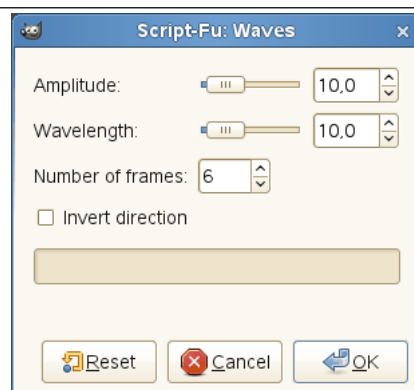 Script-Fu: Waves
Amplitude: 10,0
Wavelength: 10,0
Number of frames: 6
Invert direction
Reset Cancel OK